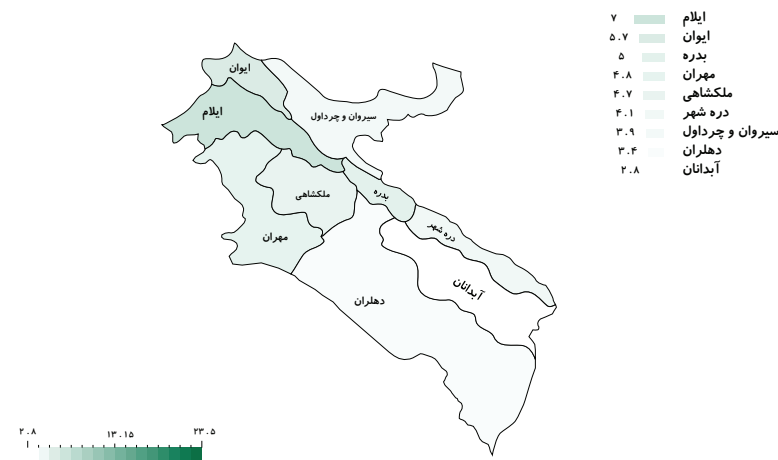 ایلام ۷
ایوان ۵.۷
بدره ۵
مهران ۴.۸
ملکشاهی ۴.۷
دره شهر ۴.۱
سیروان و چرداول ۳.۹
دهلران ۳.۴
آبدانان ۲.۸
ایوان
ایلام
سیروان و چرداول
ملکشاهی
بدره
مهران
دره شهر
آبدانان
دهلران
۲.۸ ۱۳.۱۵ ۲۳.۵